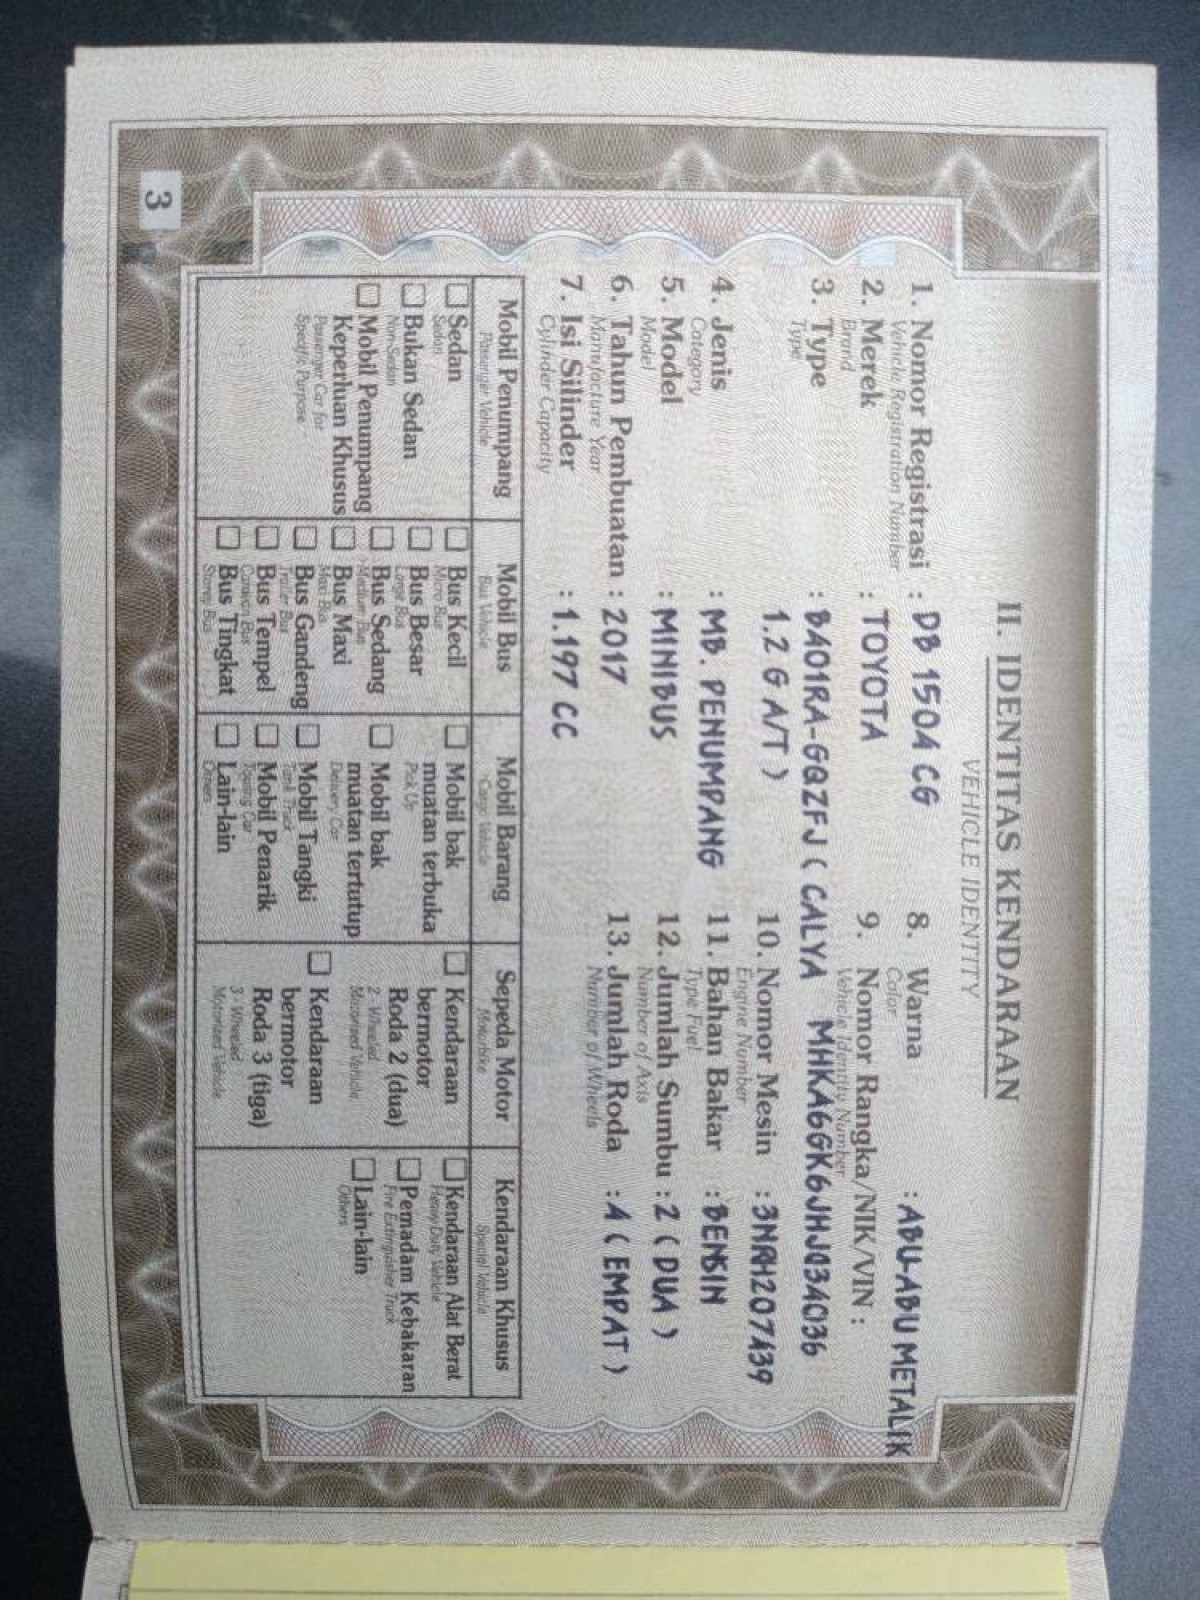 II. IDENTITAS KENDARAAN
VEHICLE IDENTITY
1. Nomor Registrasi : DB 1504 CG
Vehicle Registration Number
2. Merek : TOYOTA
Brand
3. Type : B401RA-GQZFJ ( CALYA
Type
1.2 G A/T )
4. Jenis : MB. PENUMPANG
Category
5. Model : MINIBUS
Model
6. Tahun Pembuatan : 2017
Manufacture Year
7. Isi Silinder : 1.197 CC
Cylinder Capacity
8. Warna : ABU-ABU METALIK
Color
9. Nomor Rangka/NIK/VIN :
Vehicle Identity Number
MHKA6GK6JHJ034036
10. Nomor Mesin : 3NRH207439
Engine Number
11. Bahan Bakar : BENSIN
Type Fuel
12. Jumlah Sumbu : 2 ( DUA )
Number of Axis
13. Jumlah Roda : 4 ( EMPAT )
Number of Wheels
Mobil Penumpang
Passenger Vehicle
Sedan
Sedan
Bukan Sedan
Non-Sedan
Mobil Penumpang
Keperluan Khusus
Passenger Car for
Specific Purpose
Mobil Bus
Bus Vehicle
Bus Kecil
Micro Bus
Bus Besar
Large Bus
Bus Sedang
Medium Bus
Bus Maxi
Maxi Bus
Bus Gandeng
Trailer Bus
Bus Tempel
Caravan Bus
Bus Tingkat
Storey Bus
Mobil Barang
Cargo Vehicle
Mobil bak
muatan terbuka
Pick Up
Mobil bak
muatan tertutup
Delivery Car
Mobil Tangki
Tank Truck
Mobil Penarik
Towing Car
Lain-lain
Others
Sepeda Motor
Motorbike
Kendaraan
bermotor
Roda 2 (dua)
2 - Wheeled
Motorised Vehicle
Kendaraan
bermotor
Roda 3 (tiga)
3 - Wheeled
Motorised Vehicle
Kendaraan Khusus
Special Vehicle
Kendaraan Alat Berat
Heavy Duty Vehicle
Pemadam Kebakaran
Fire Extinguisher Truck
Lain-lain
Others
3